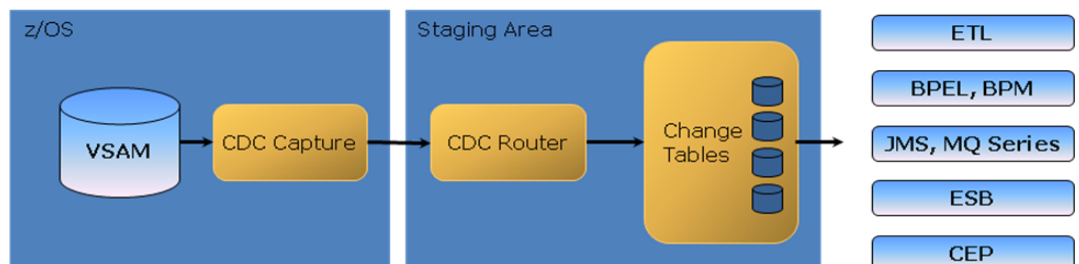 z/OS
VSAM
CDC Capture
Staging Area
CDC Router
Change
Tables
ETL
BPEL, BPM
JMS, MQ Series
ESB
CEP